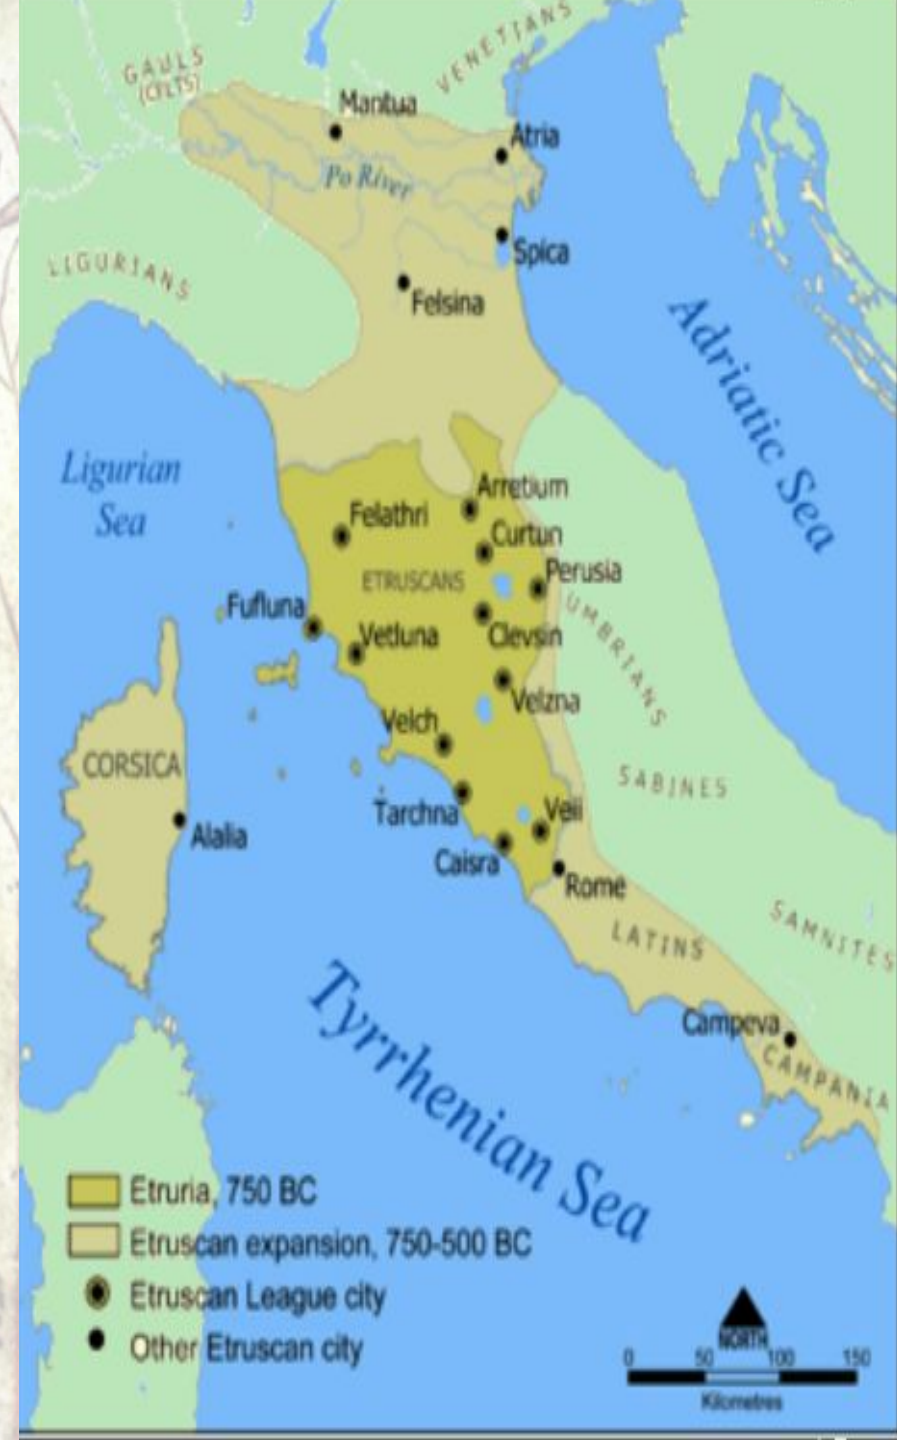 GAULS
(CELTS)
VENETIANS
Mantua
Atria
Po River
Spica
LIGURIANS
Felsina
Adriatic Sea
Ligurian
Sea
Arretium
Felathri
Curtun
ETRUSCANS
Perusia
Fufluna
UMBRIANS
Vetluna
Clevsin
Velzna
Velch
CORSICA
SABINES
Tarchna
Veii
Alalia
Caisra
Rome
LATINS
SAMNITES
Tyrrhenian Sea
Campeva
CAMPANIA
Etruria, 750 BC
Etruscan expansion, 750-500 BC
Etruscan League city
Other Etruscan city
NORTH
0 50 100 150
Kilometres